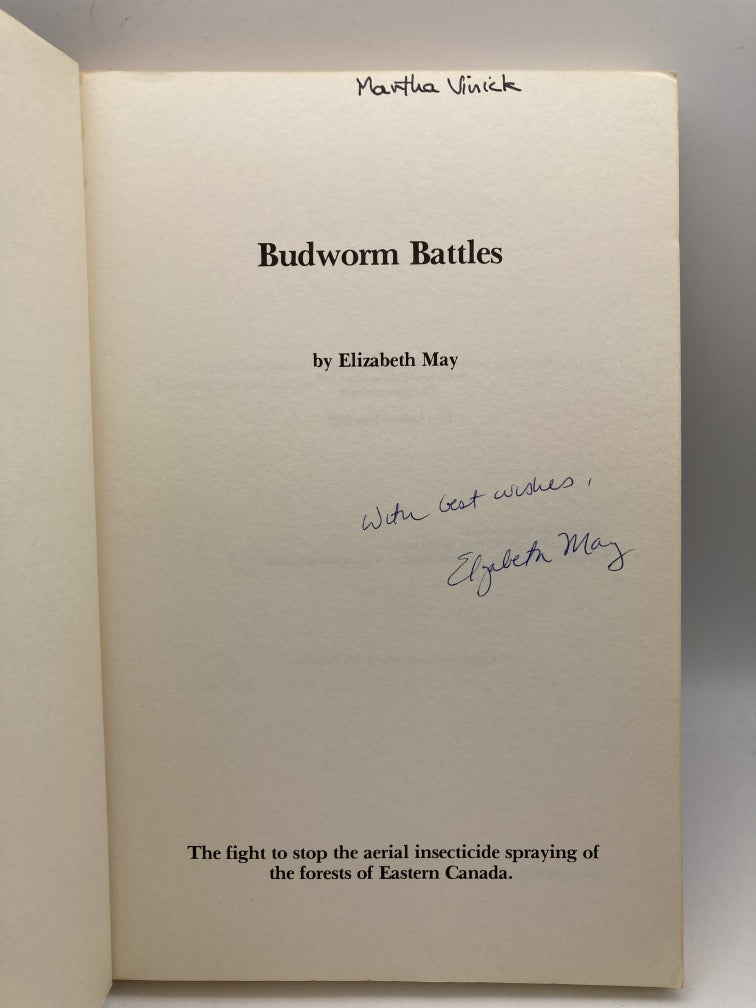 Martha Vinick
Budworm Battles
by Elizabeth May
With best wishes,
Elizabeth May
The fight to stop the aerial insecticide spraying of
the forests of Eastern Canada.